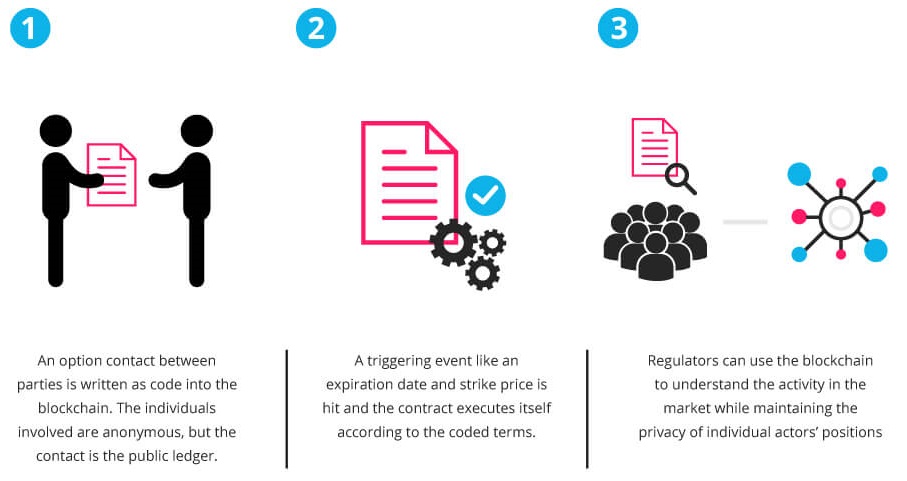 1
An option contact between
parties is written as code into the
blockchain. The individuals
involved are anonymous, but the
contact is the public ledger.
2
A triggering event like an
expiration date and strike price is
hit and the contract executes itself
according to the coded terms.
3
Regulators can use the blockchain
to understand the activity in the
market while maintaining the
privacy of individual actors’ positions